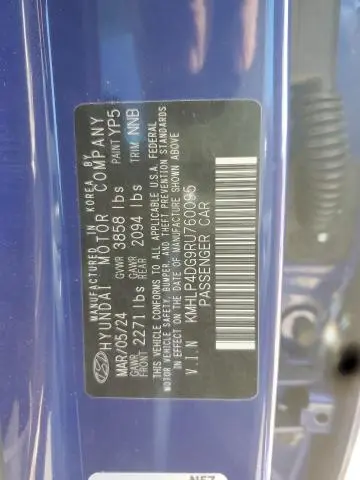 MANUFACTURED IN KOREA BY
HYUNDAI MOTOR COMPANY
MAR/05/24 GVWR 3858 lbs PAINT YP5
GAWR FRONT 2271 lbs GAWR REAR 2094 lbs TRIM NNB
THIS VEHICLE CONFORMS TO ALL APPLICABLE U.S.A. FEDERAL
MOTOR VEHICLE SAFETY, BUMPER, AND THEFT PREVENTION STANDARDS
IN EFFECT ON THE DATE OF MANUFACTURE SHOWN ABOVE.
V.I.N KMHLP4DG9RU760095
PASSENGER CAR